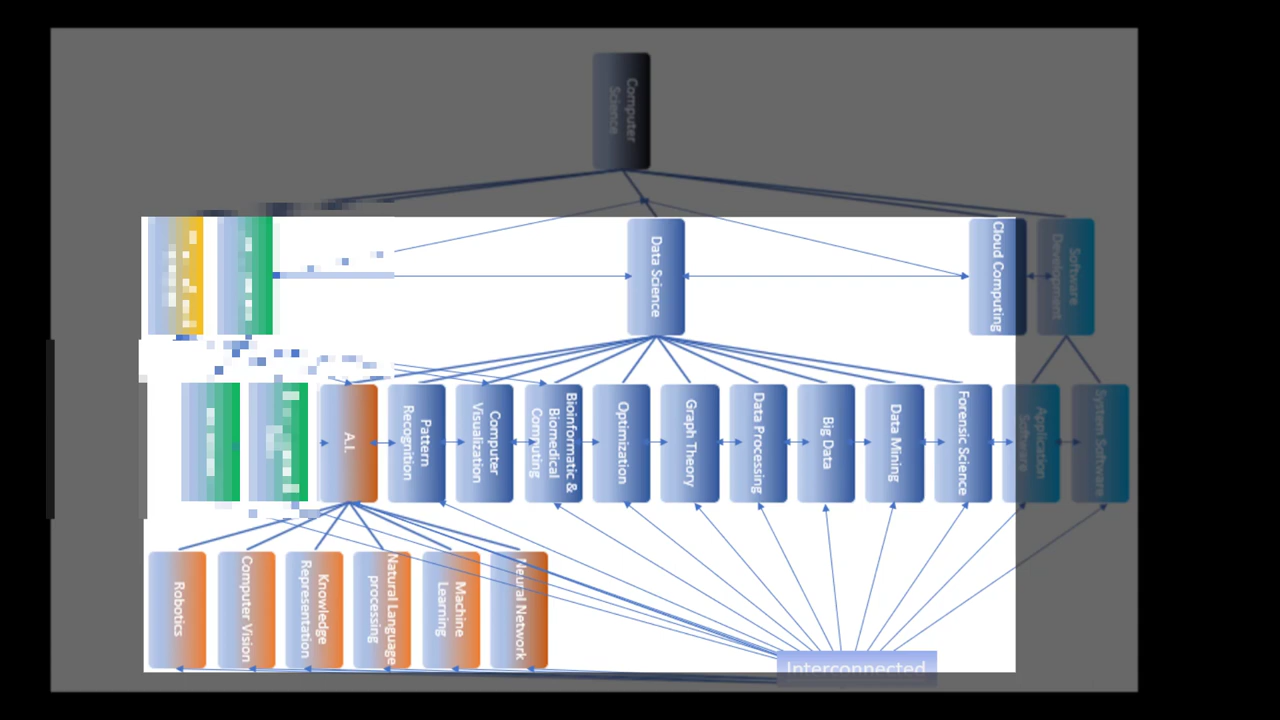 Computer
Science
Data Science
Cloud Computing
Software
Development
A.I.
Pattern
Recognition
Computer
Visualization
Bioinformatic &
Biomedical
Computing
Optimization
Graph Theory
Data Processing
Big Data
Data Mining
Forensic Science
Application
Software
System Software
Robotics
Computer Vision
Knowledge
Representation
Natural Language
processing
Machine
Learning
Neural Network
Interconnected